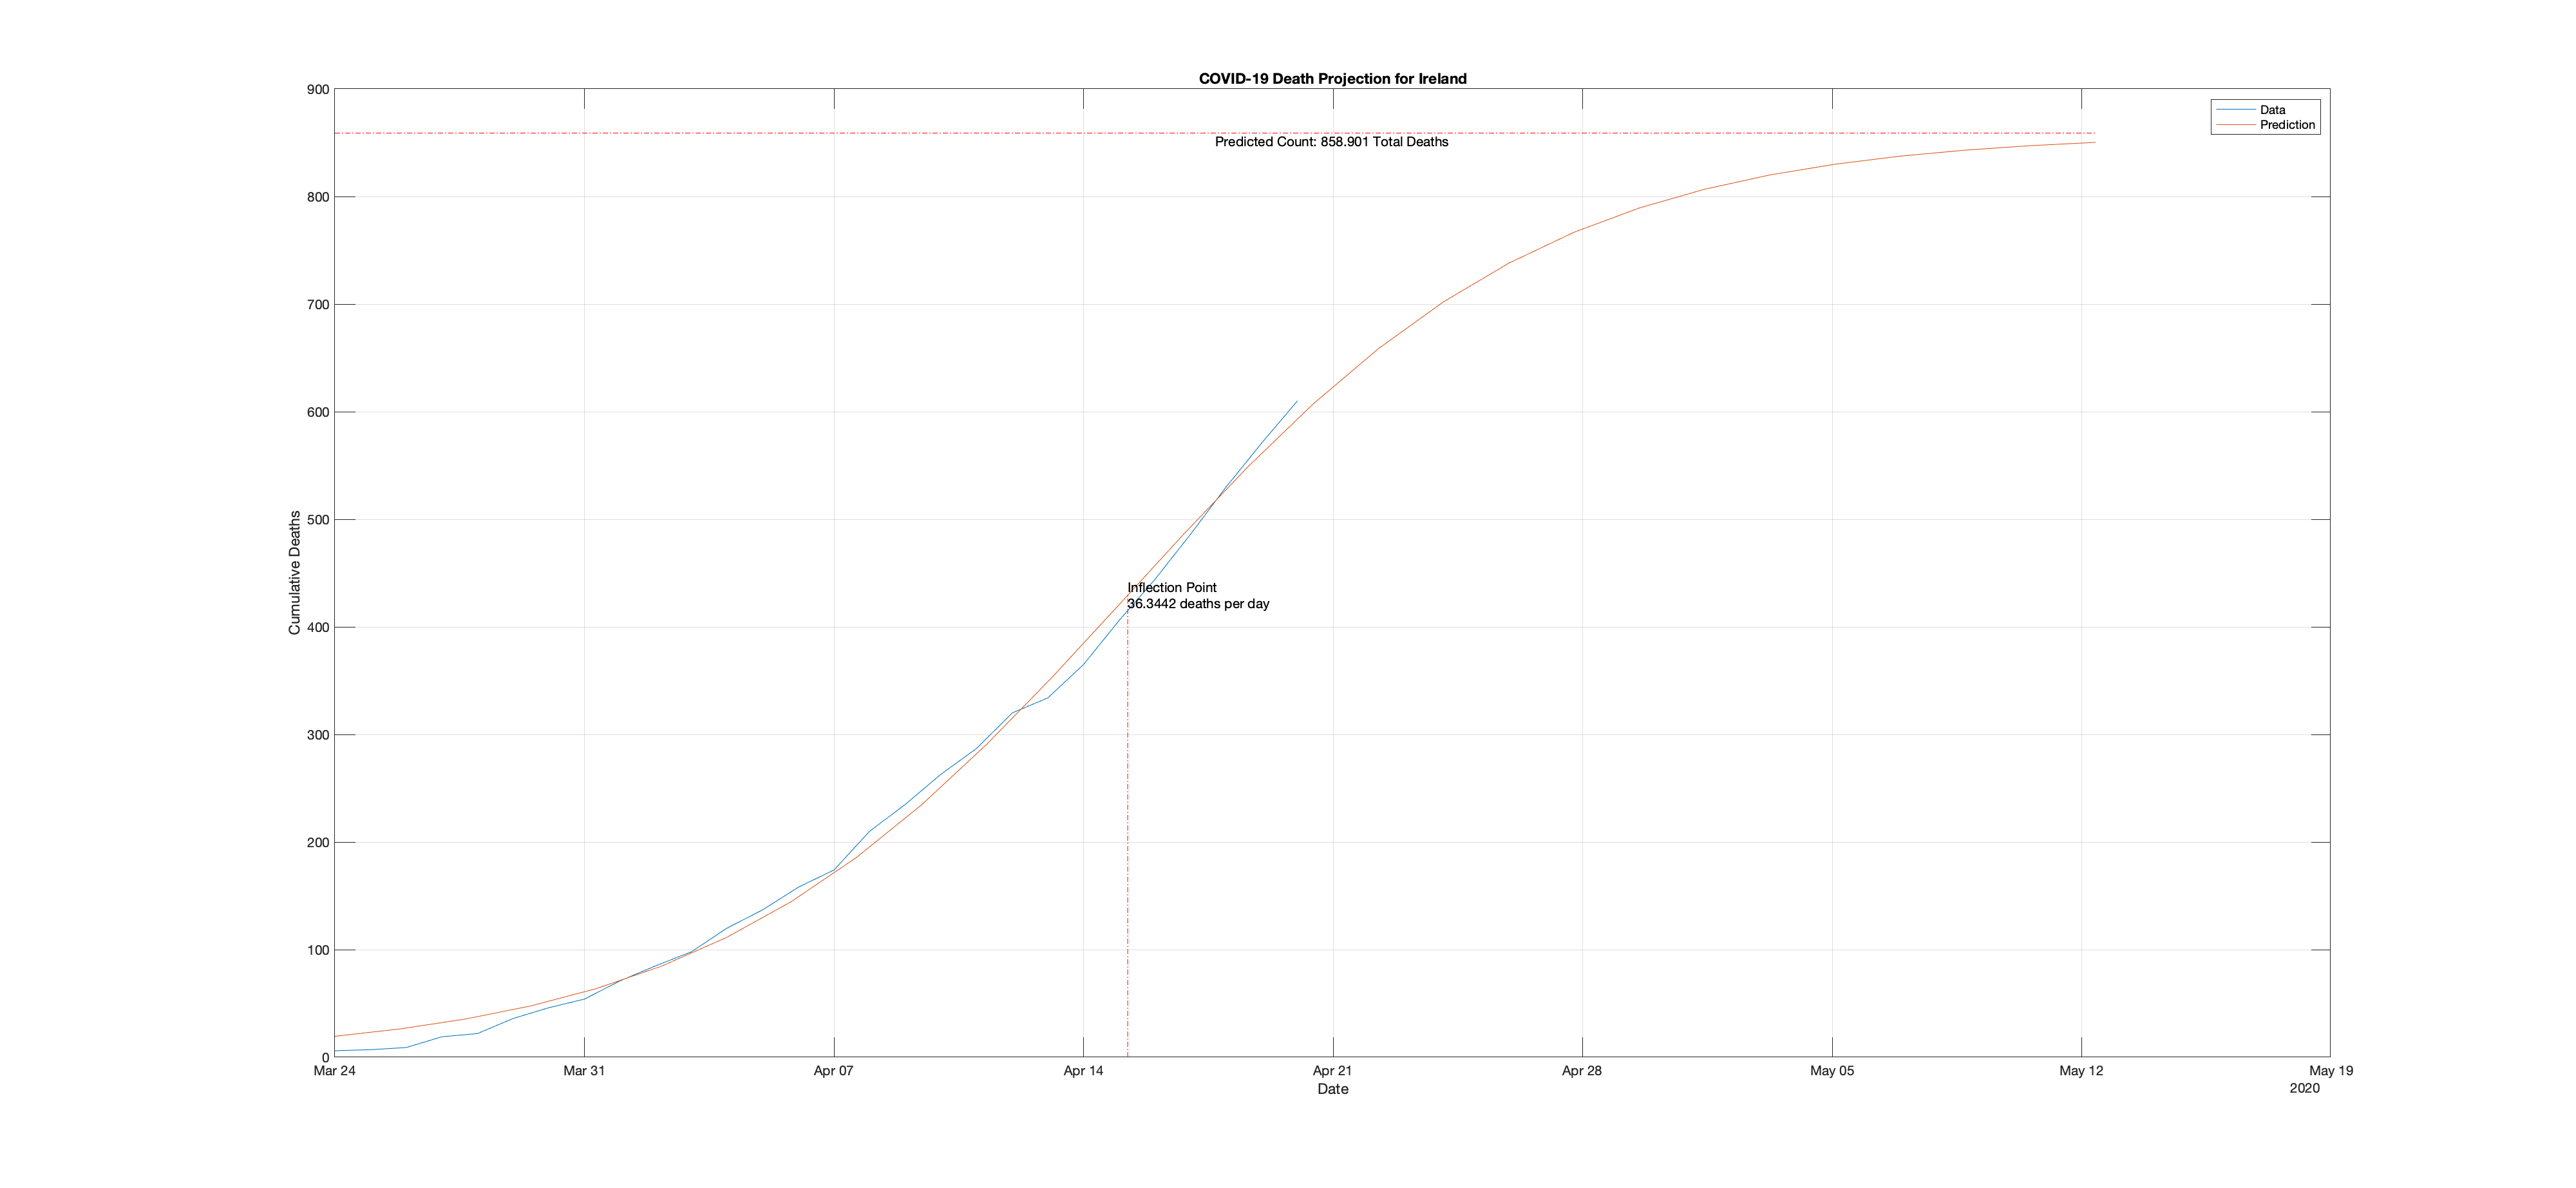 COVID-19 Death Projection for Ireland
900
800
700
600
500
400
300
200
100
0
Cumulative Deaths
Data
Prediction
Predicted Count: 858.901 Total Deaths
Inflection Point
36.3442 deaths per day
Mar 24 Mar 31 Apr 07 Apr 14 Apr 21 Apr 28 May 05 May 12 May 19
Date
2020